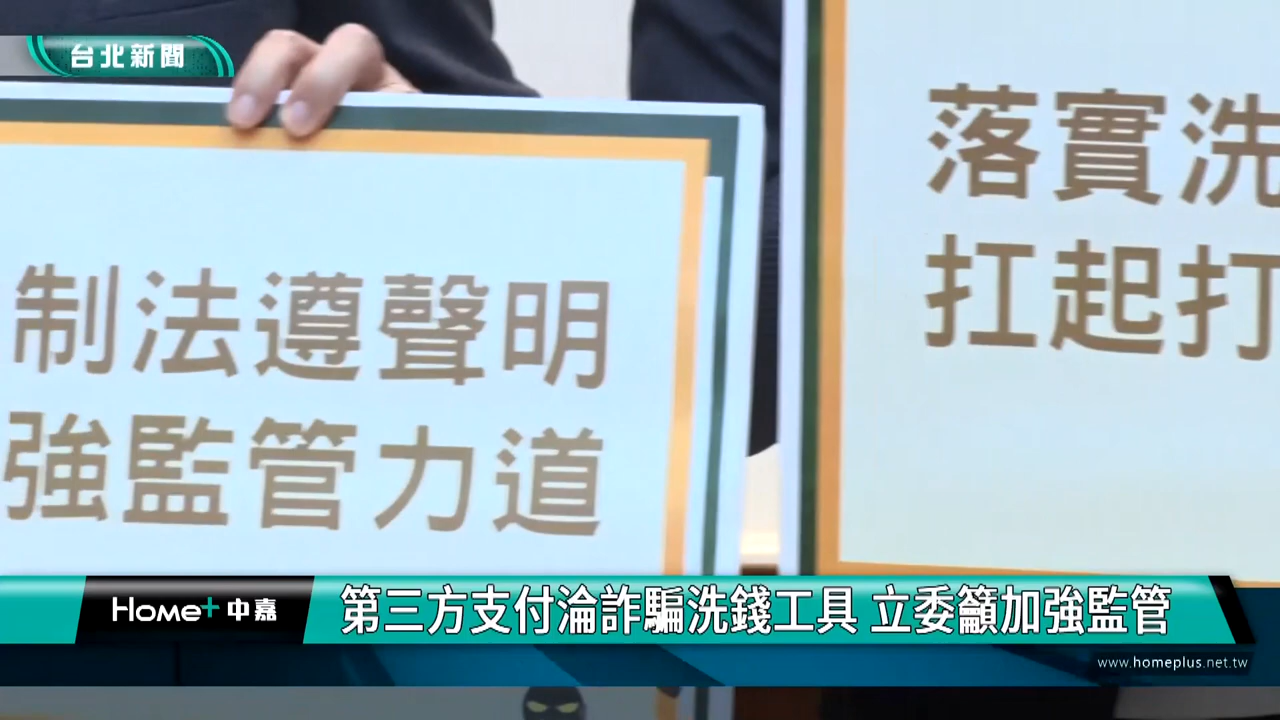 台北新聞
制法遵聲明
強監管力道
落實洗
扛起打
Home+中嘉
第三方支付淪詐騙洗錢工具 立委籲加強監管
www.homeplus.net.tw